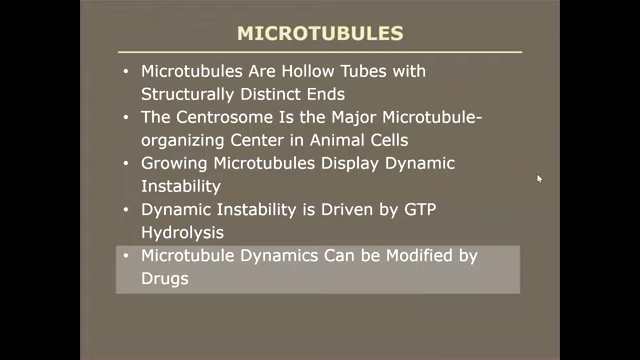 MICROTUBULES
• Microtubules Are Hollow Tubes with
Structurally Distinct Ends
• The Centrosome Is the Major Microtubule-
organizing Center in Animal Cells
• Growing Microtubules Display Dynamic
Instability
• Dynamic Instability is Driven by GTP
Hydrolysis
• Microtubule Dynamics Can be Modified by
Drugs